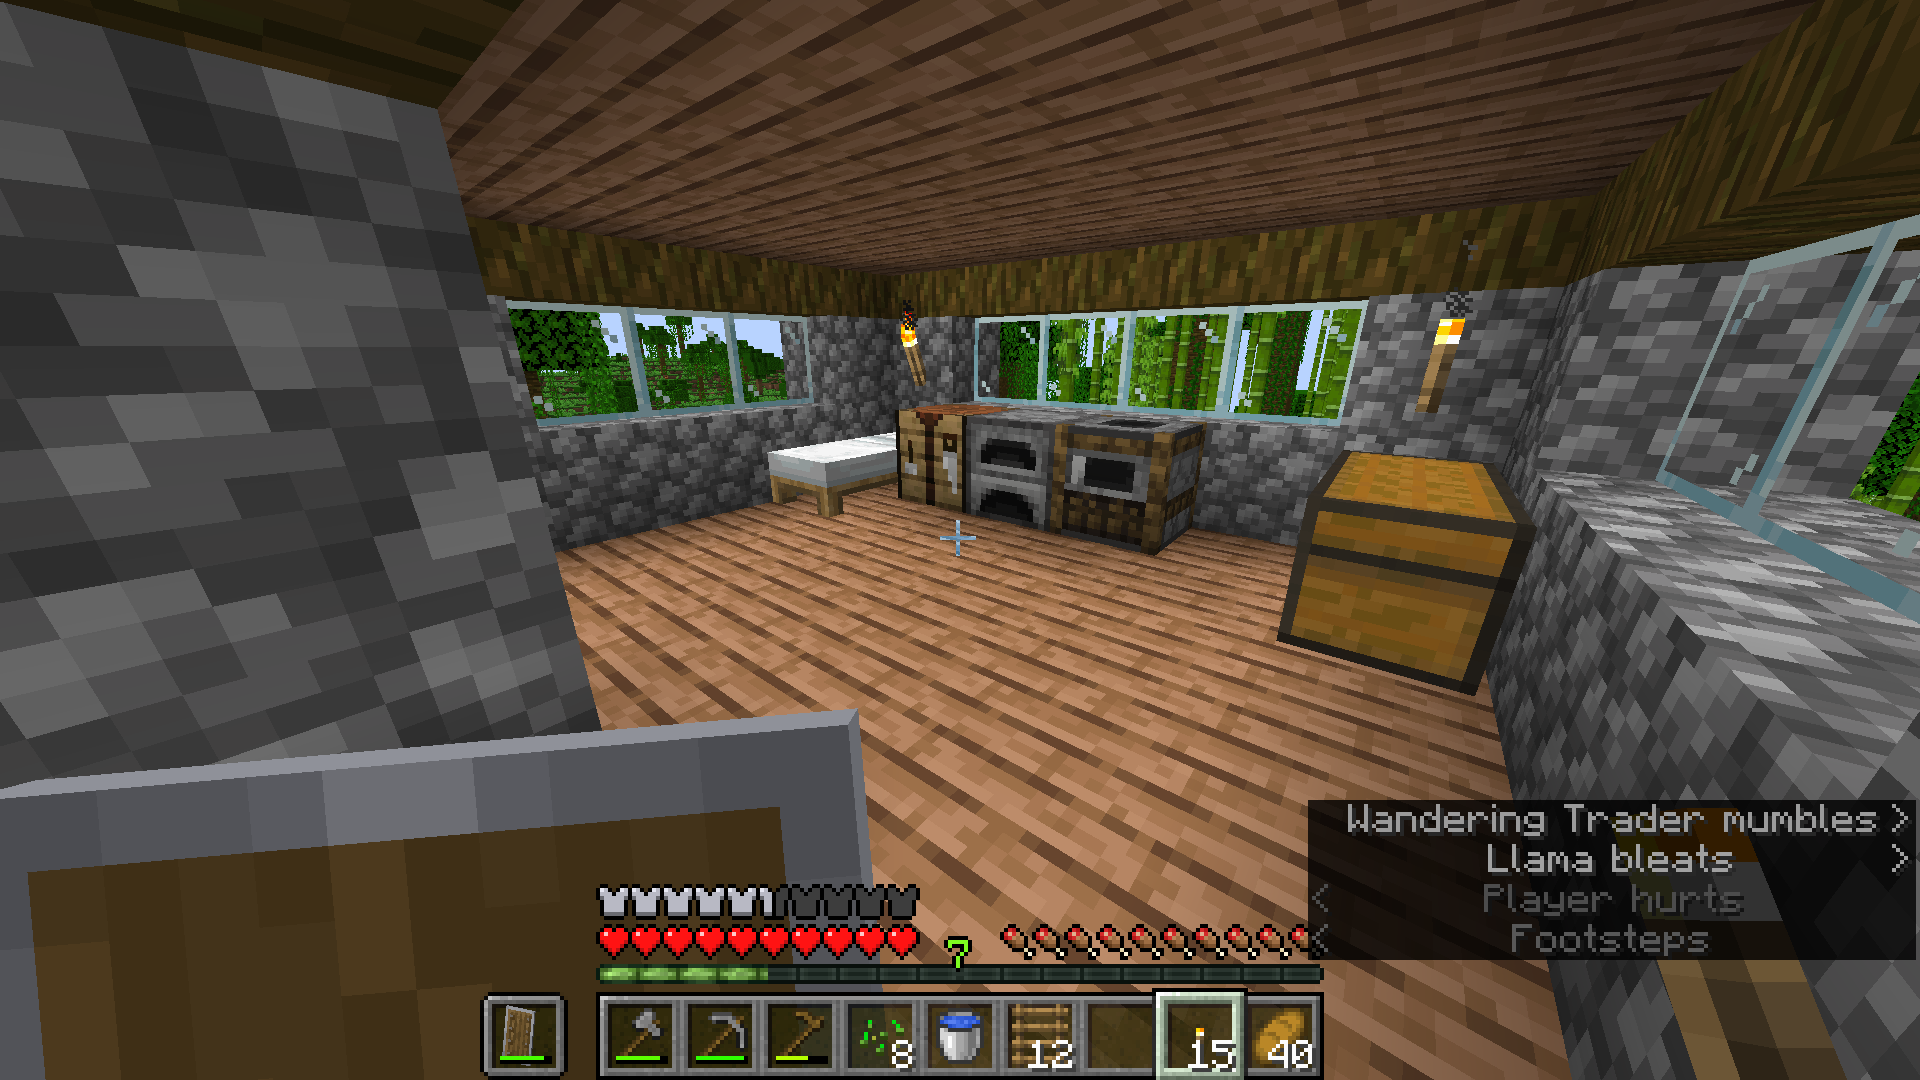 Wandering Trader mumbles >
Llama bleats >
< Player hurts
< Footsteps
7
8
12
15
40